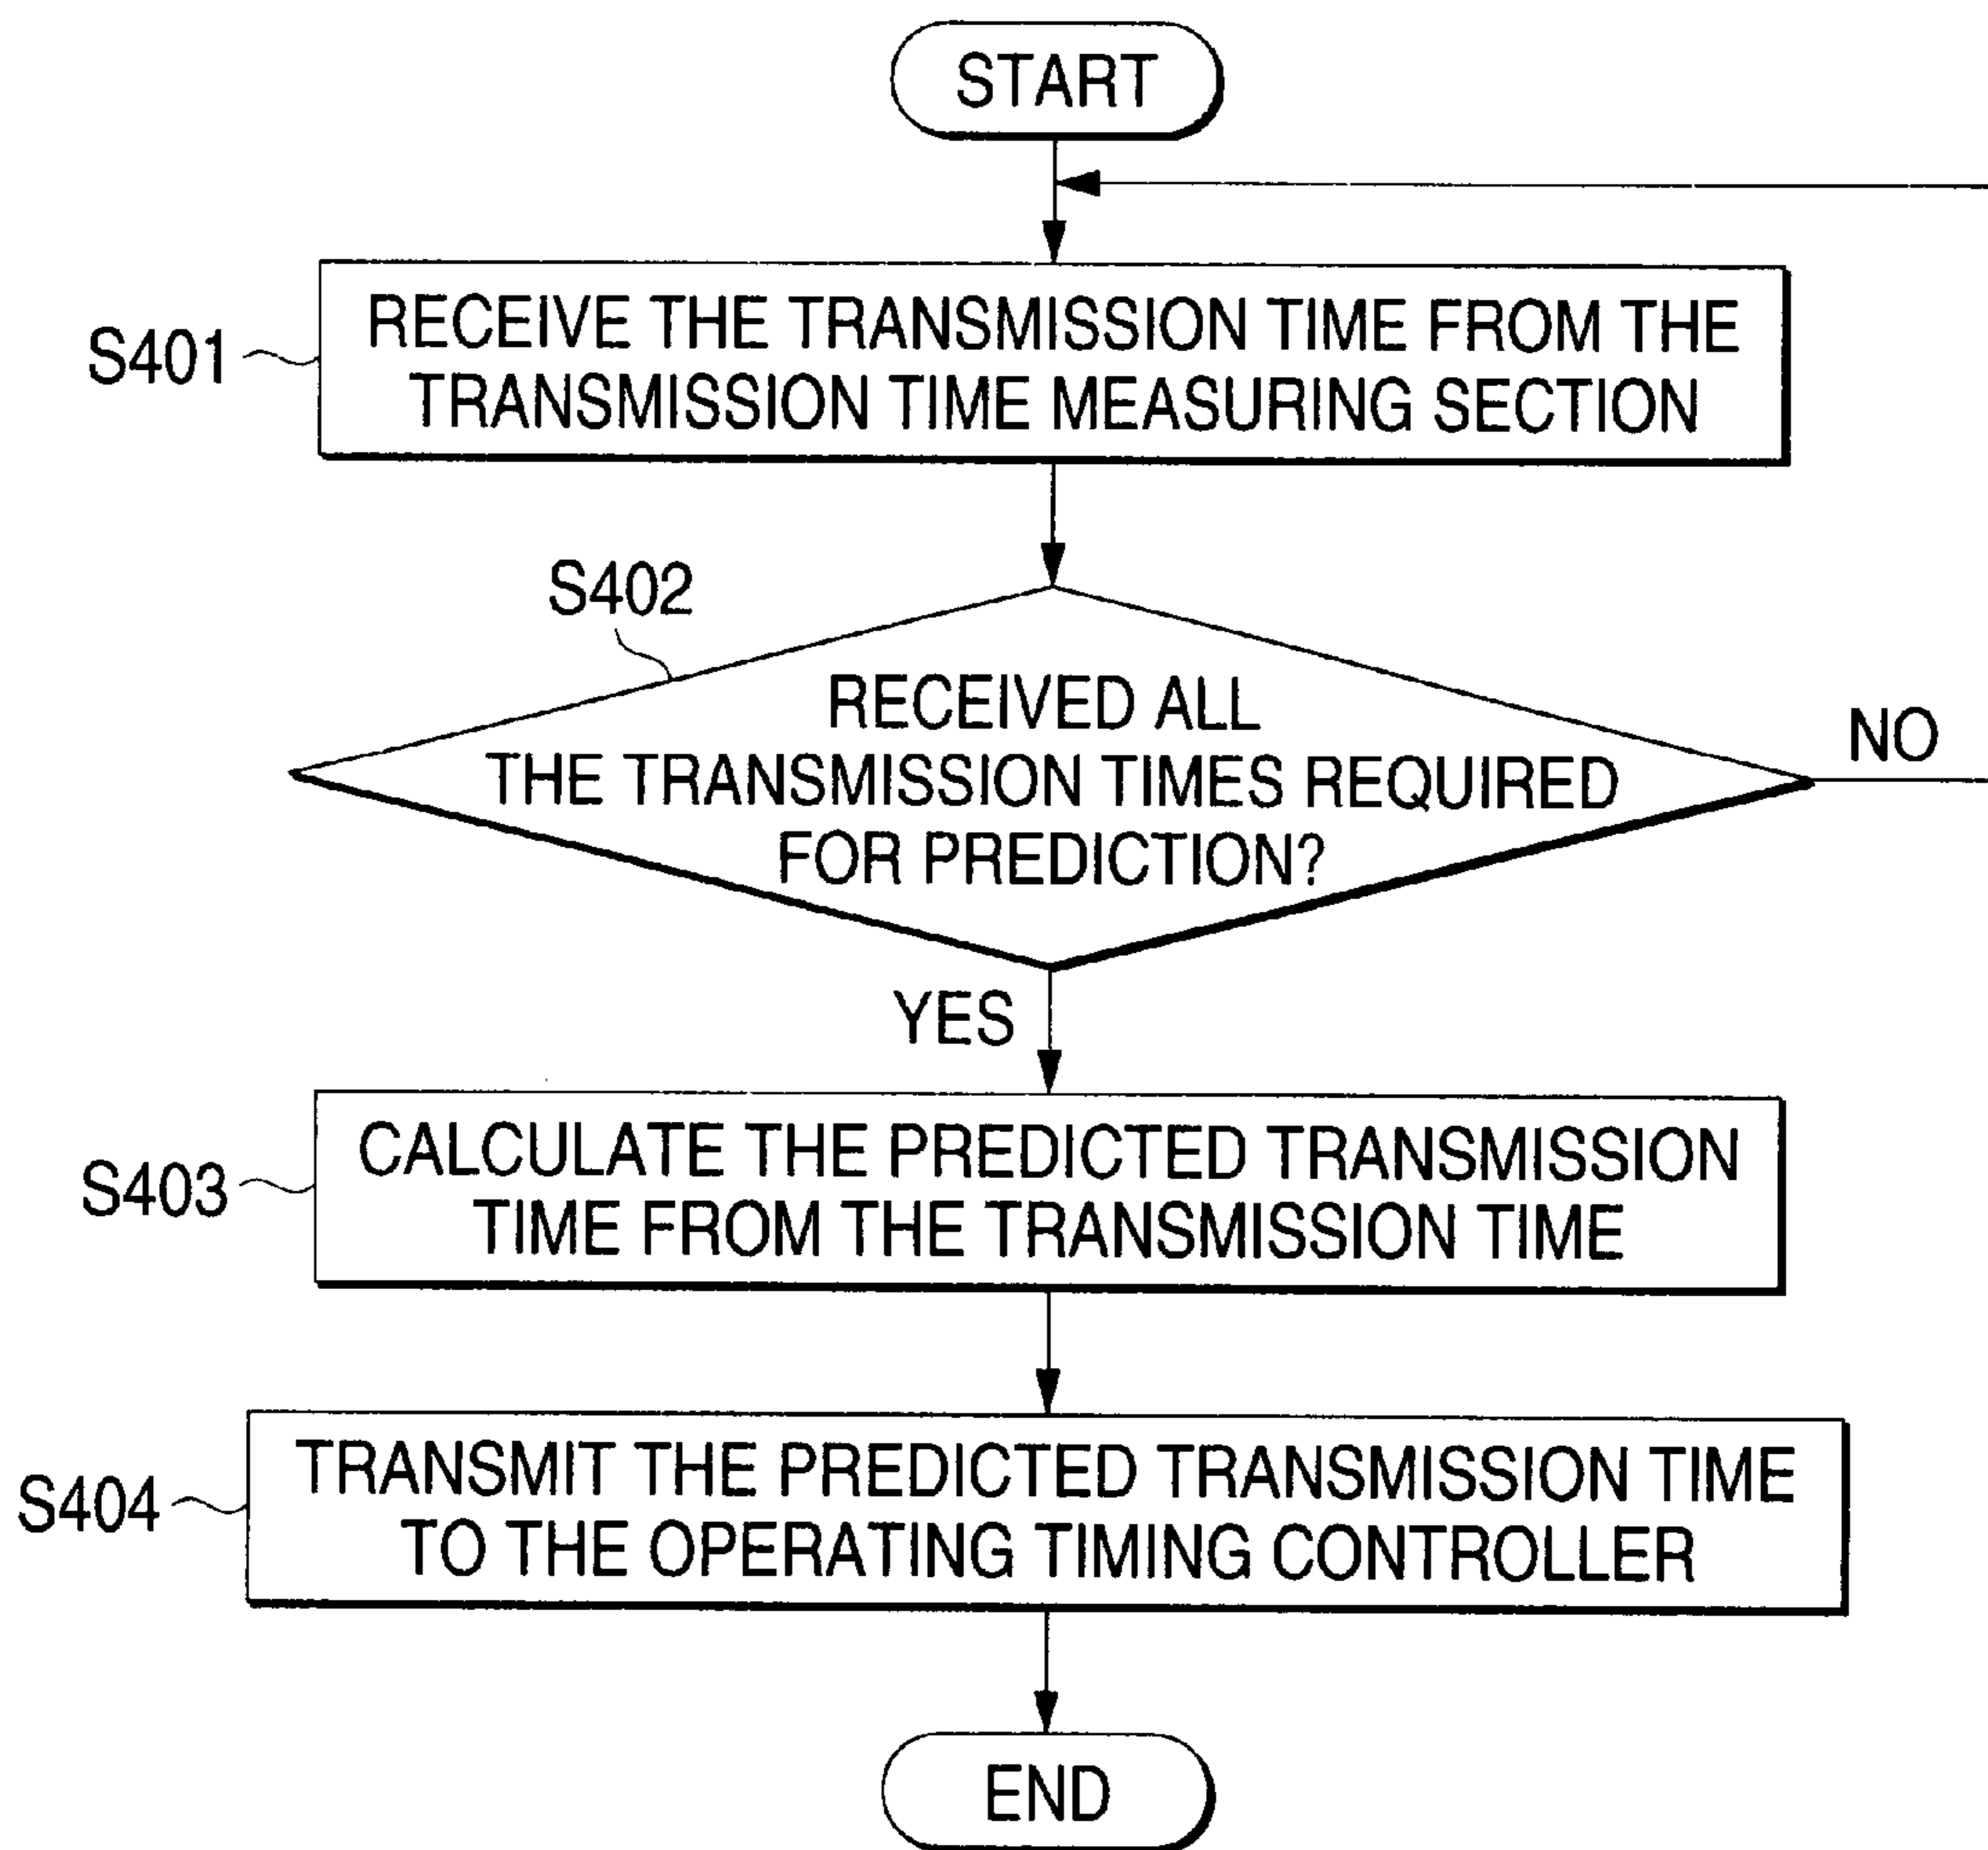 START
S401
RECEIVE THE TRANSMISSION TIME FROM THE
TRANSMISSION TIME MEASURING SECTION
S402
RECEIVED ALL
THE TRANSMISSION TIMES REQUIRED
FOR PREDICTION?
NO
YES
S403
CALCULATE THE PREDICTED TRANSMISSION
TIME FROM THE TRANSMISSION TIME
S404
TRANSMIT THE PREDICTED TRANSMISSION TIME
TO THE OPERATING TIMING CONTROLLER
END